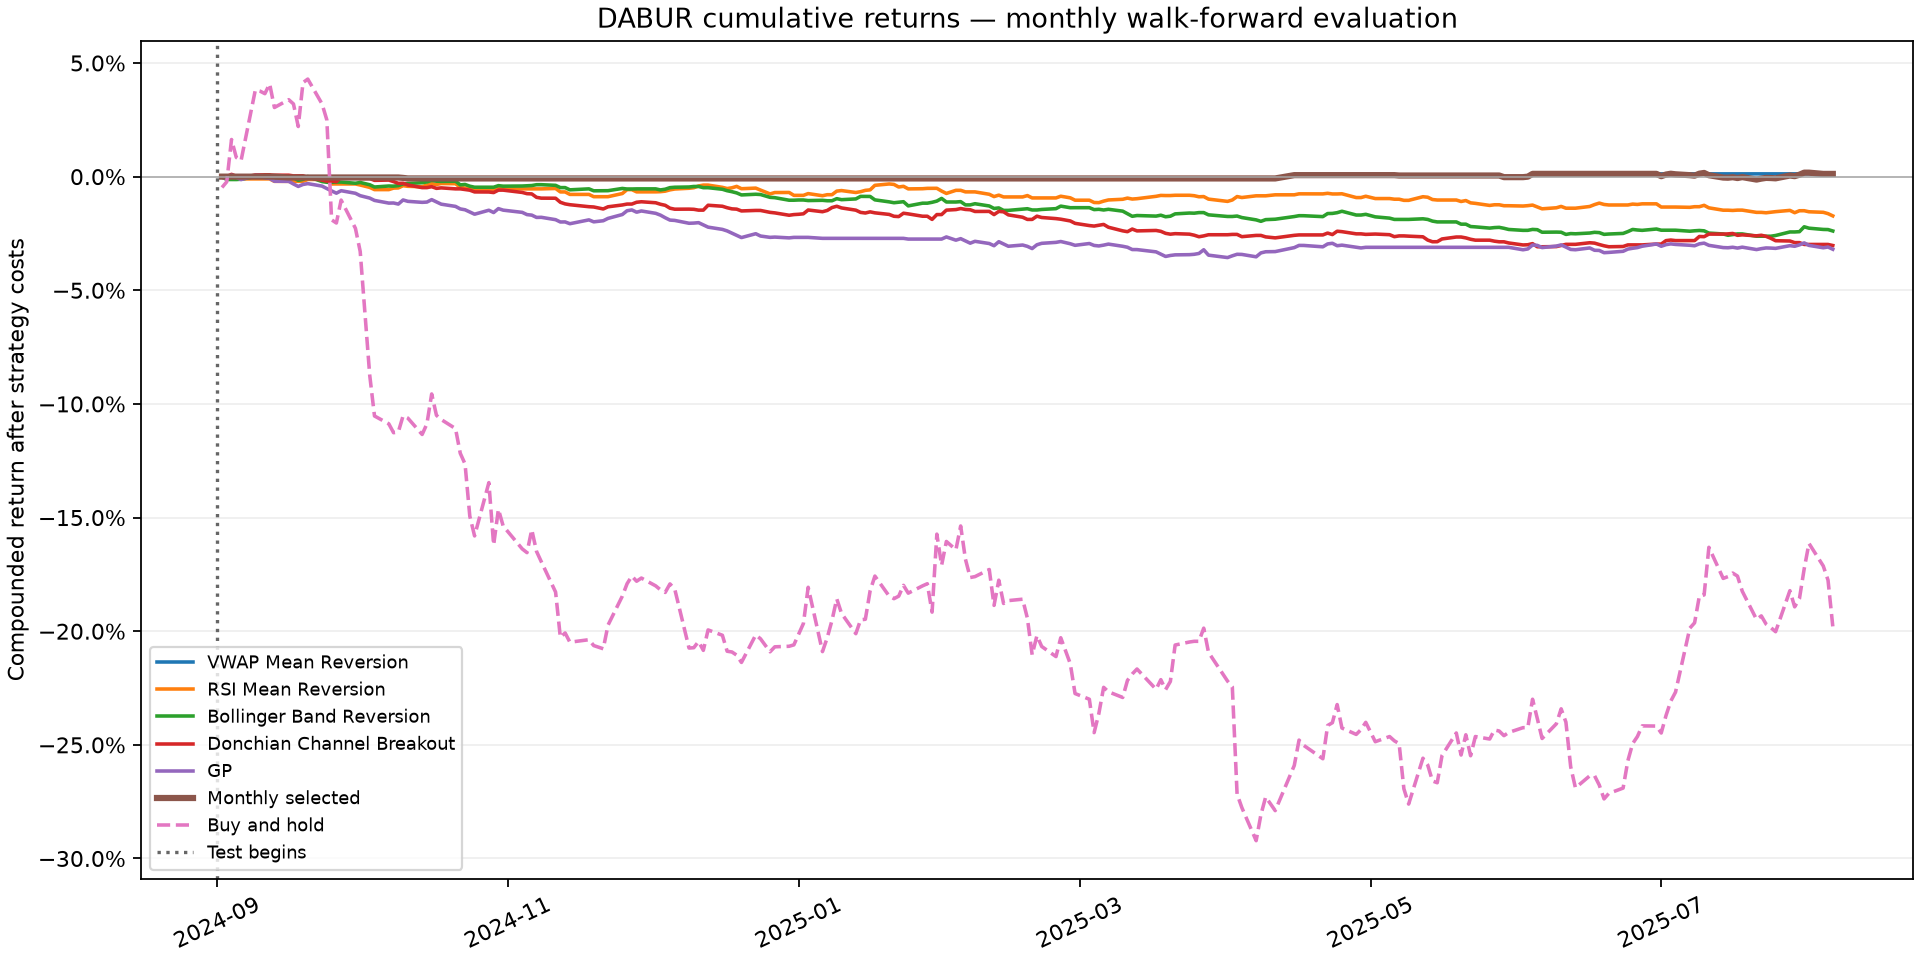 DABUR cumulative returns — monthly walk-forward evaluation
Compounded return after strategy costs
5.0%
0.0%
−5.0%
−10.0%
−15.0%
−20.0%
−25.0%
−30.0%
VWAP Mean Reversion
RSI Mean Reversion
Bollinger Band Reversion
Donchian Channel Breakout
GP
Monthly selected
Buy and hold
Test begins
2024-09
2024-11
2025-01
2025-03
2025-05
2025-07